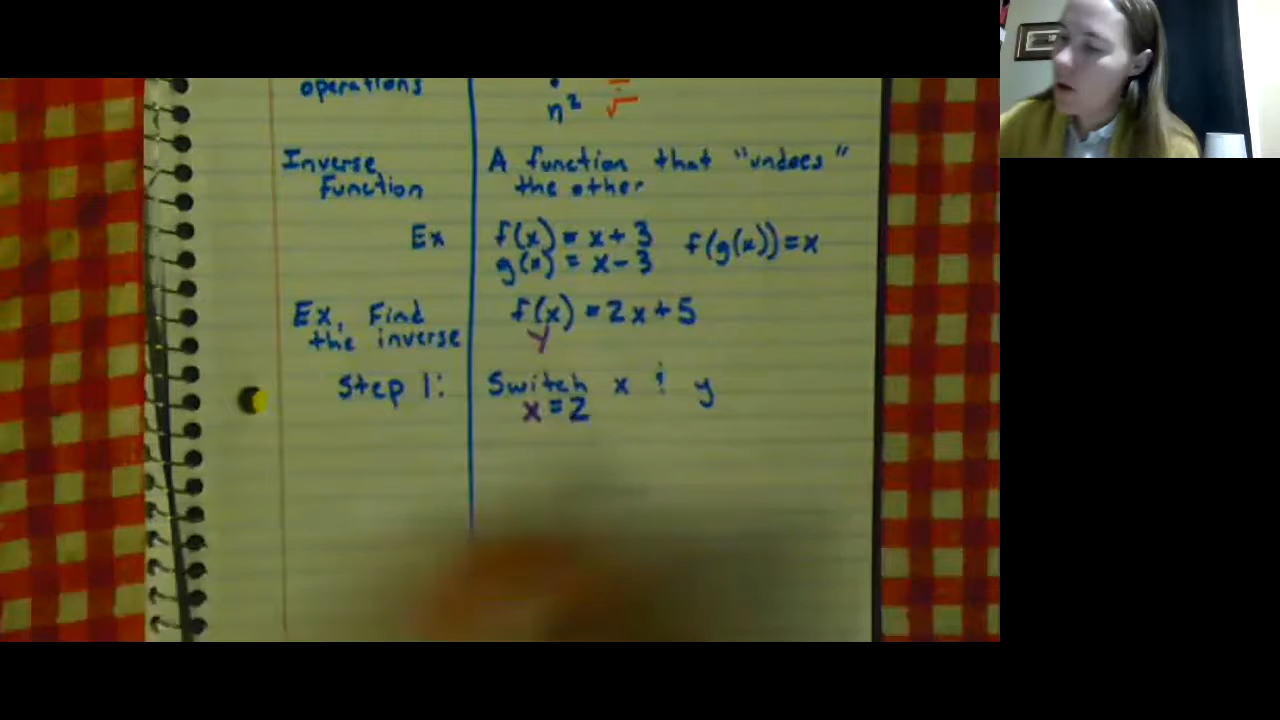 operations
n² √
Inverse Function
A function that "undoes" the other
Ex
f(x) = x + 3
g(x) = x - 3
f(g(x)) = x
Ex, Find the inverse
f(x) = 2x + 5
y
Step 1:
Switch x & y
x = 2